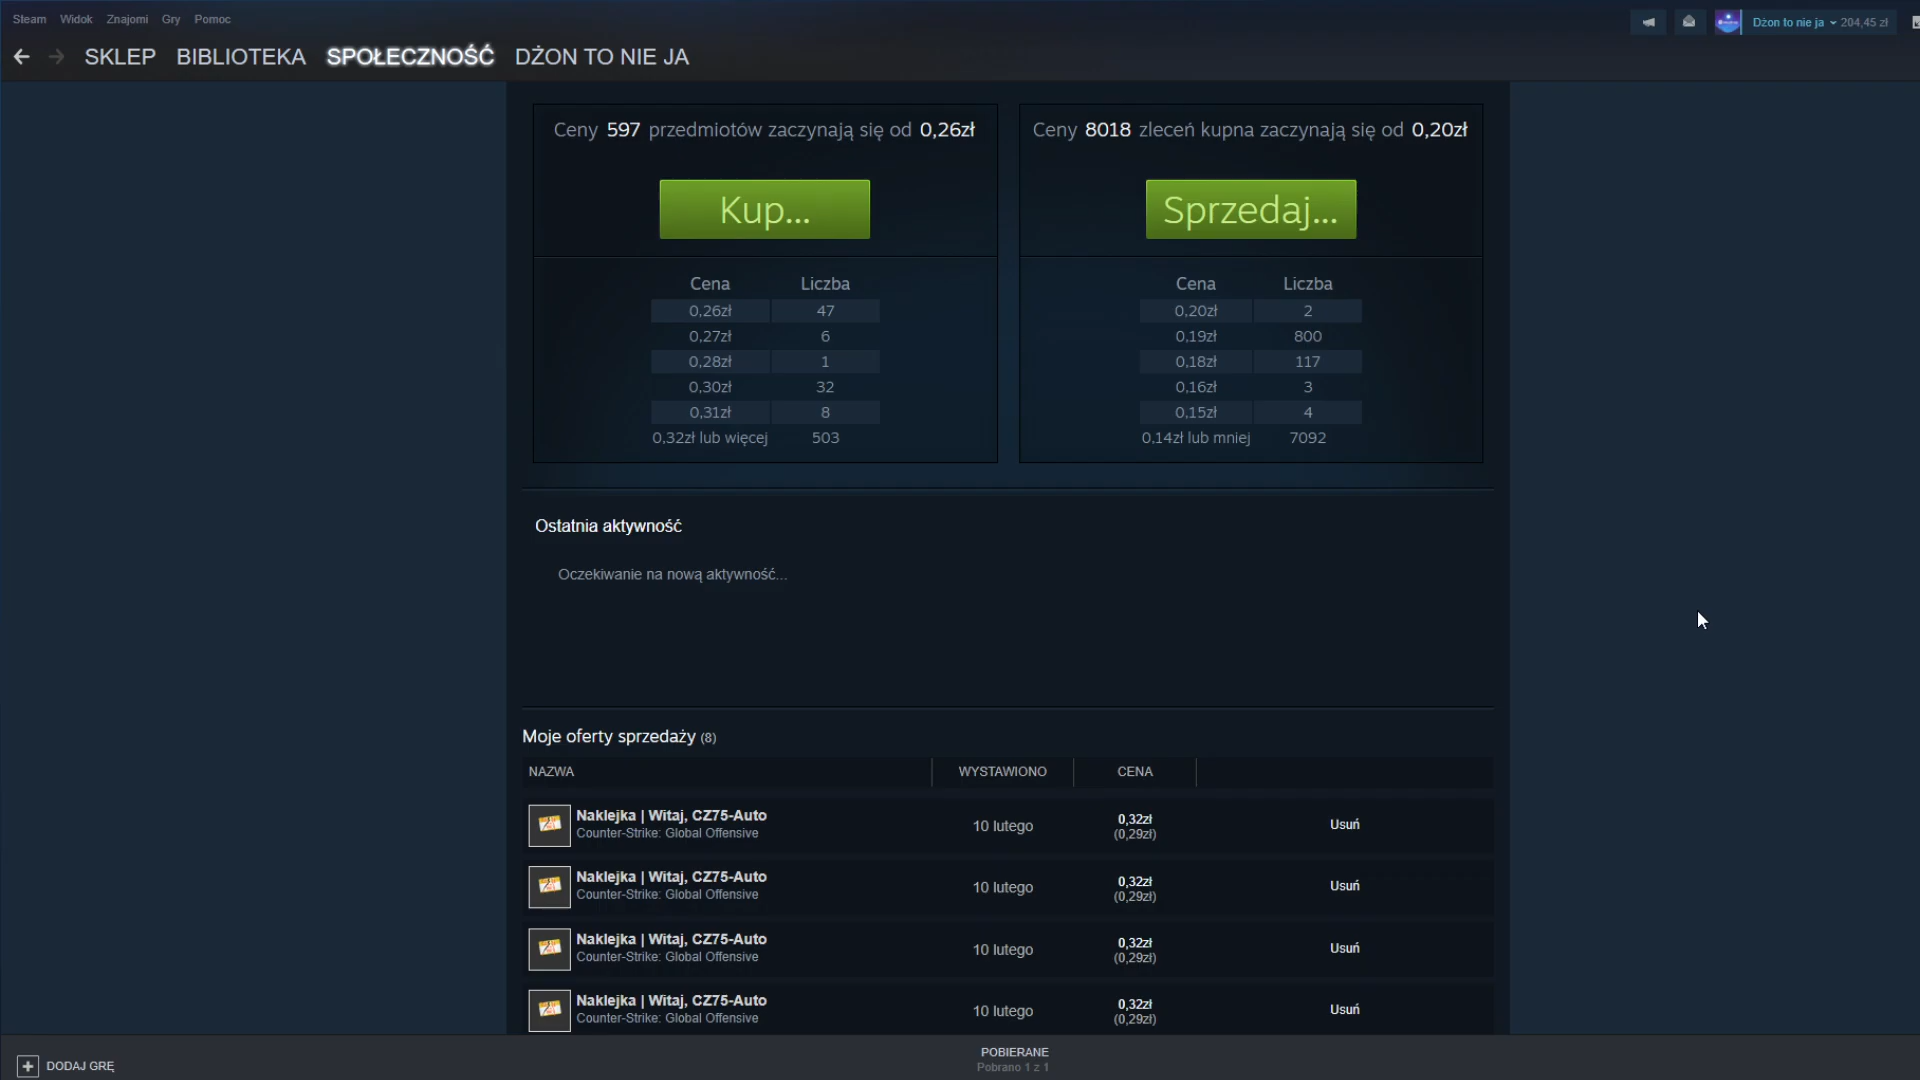 Steam Widok Znajomi Gry Pomoc
Dżon to nie ja 204,45 zł
SKLEP BIBLIOTEKA SPOŁECZNOŚĆ DŻON TO NIE JA
Ceny 597 przedmiotów zaczynają się od 0,26zł
Kup...
Cena Liczba
0,26zł 47
0,27zł 6
0,28zł 1
0,30zł 32
0,31zł 8
0,32zł lub więcej 503
Ceny 8018 zleceń kupna zaczynają się od 0,20zł
Sprzedaj...
Cena Liczba
0,20zł 2
0,19zł 800
0,18zł 117
0,16zł 3
0,15zł 4
0,14zł lub mniej 7092
Ostatnia aktywność
Oczekiwanie na nową aktywność...
Moje oferty sprzedaży (8)
NAZWA WYSTAWIONO CENA
Naklejka | Witaj, CZ75-Auto
Counter-Strike: Global Offensive
10 lutego
0,32zł
(0,29zł)
Usuń
Naklejka | Witaj, CZ75-Auto
Counter-Strike: Global Offensive
10 lutego
0,32zł
(0,29zł)
Usuń
Naklejka | Witaj, CZ75-Auto
Counter-Strike: Global Offensive
10 lutego
0,32zł
(0,29zł)
Usuń
Naklejka | Witaj, CZ75-Auto
Counter-Strike: Global Offensive
10 lutego
0,32zł
(0,29zł)
Usuń
DODAJ GRĘ
POBIERANE
Pobrano 1 z 1